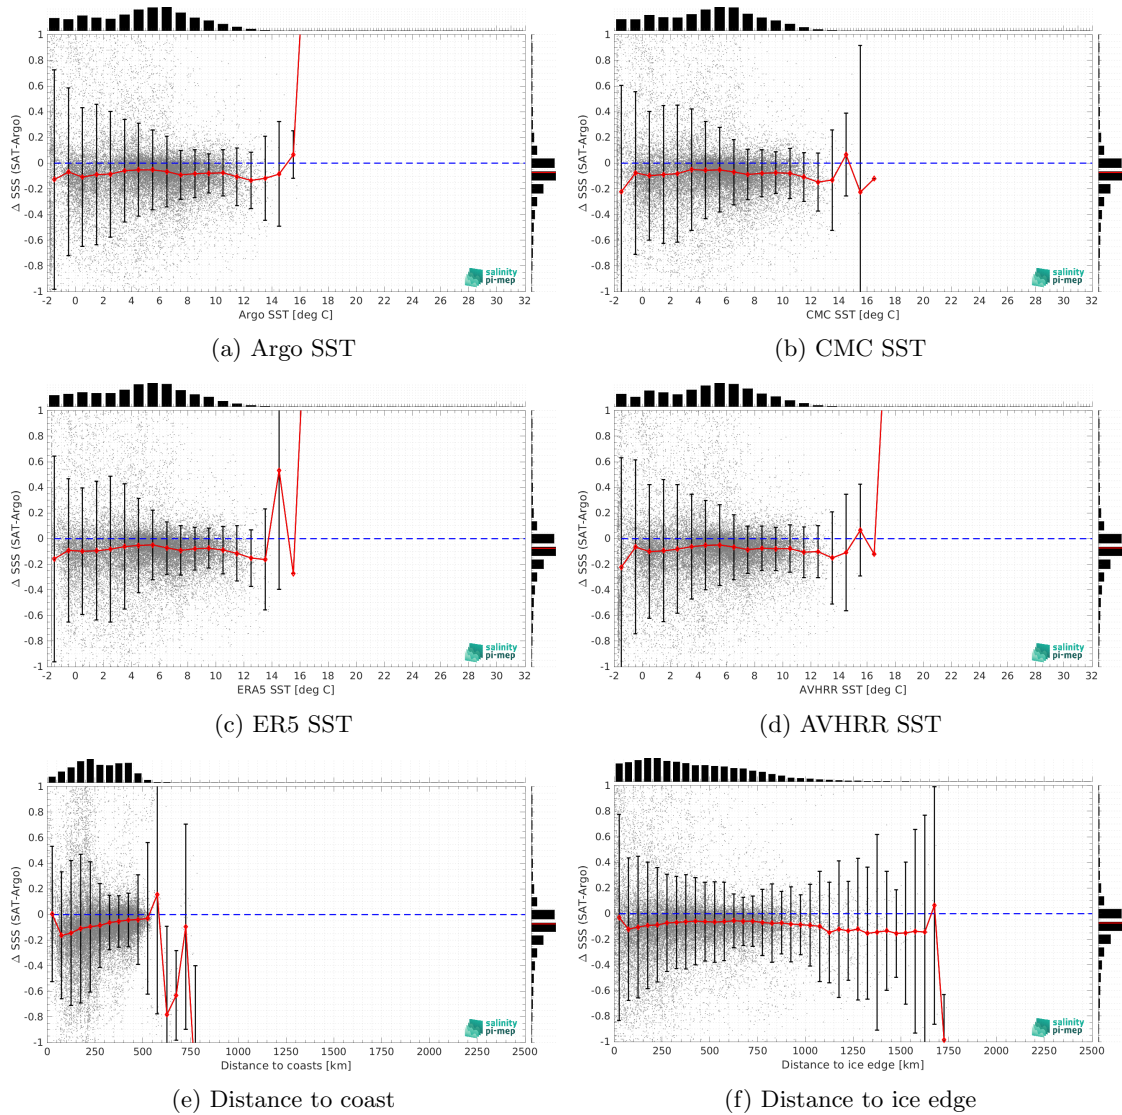 1
0.8
0.6
0.4
0.2
0
-0.2
-0.4
-0.6
-0.8
-1
Δ SSS (SAT-Argo)
salinity
pi-mep
-2 0 2 4 6 8 10 12 14 16 18 20 22 24 26 28 30 32
Argo SST [deg C]
(a) Argo SST
1
0.8
0.6
0.4
0.2
0
-0.2
-0.4
-0.6
-0.8
-1
Δ SSS (SAT-Argo)
salinity
pi-mep
-2 0 2 4 6 8 10 12 14 16 18 20 22 24 26 28 30 32
CMC SST [deg C]
(b) CMC SST
1
0.8
0.6
0.4
0.2
0
-0.2
-0.4
-0.6
-0.8
-1
Δ SSS (SAT-Argo)
salinity
pi-mep
-2 0 2 4 6 8 10 12 14 16 18 20 22 24 26 28 30 32
ERA5 SST [deg C]
(c) ER5 SST
1
0.8
0.6
0.4
0.2
0
-0.2
-0.4
-0.6
-0.8
-1
Δ SSS (SAT-Argo)
salinity
pi-mep
-2 0 2 4 6 8 10 12 14 16 18 20 22 24 26 28 30 32
AVHRR SST [deg C]
(d) AVHRR SST
1
0.8
0.6
0.4
0.2
0
-0.2
-0.4
-0.6
-0.8
-1
Δ SSS (SAT-Argo)
salinity
pi-mep
0 250 500 750 1000 1250 1500 1750 2000 2250 2500
Distance to coasts [km]
(e) Distance to coast
1
0.8
0.6
0.4
0.2
0
-0.2
-0.4
-0.6
-0.8
-1
Δ SSS (SAT-Argo)
salinity
pi-mep
0 250 500 750 1000 1250 1500 1750 2000 2250 2500
Distance to ice edge [km]
(f) Distance to ice edge